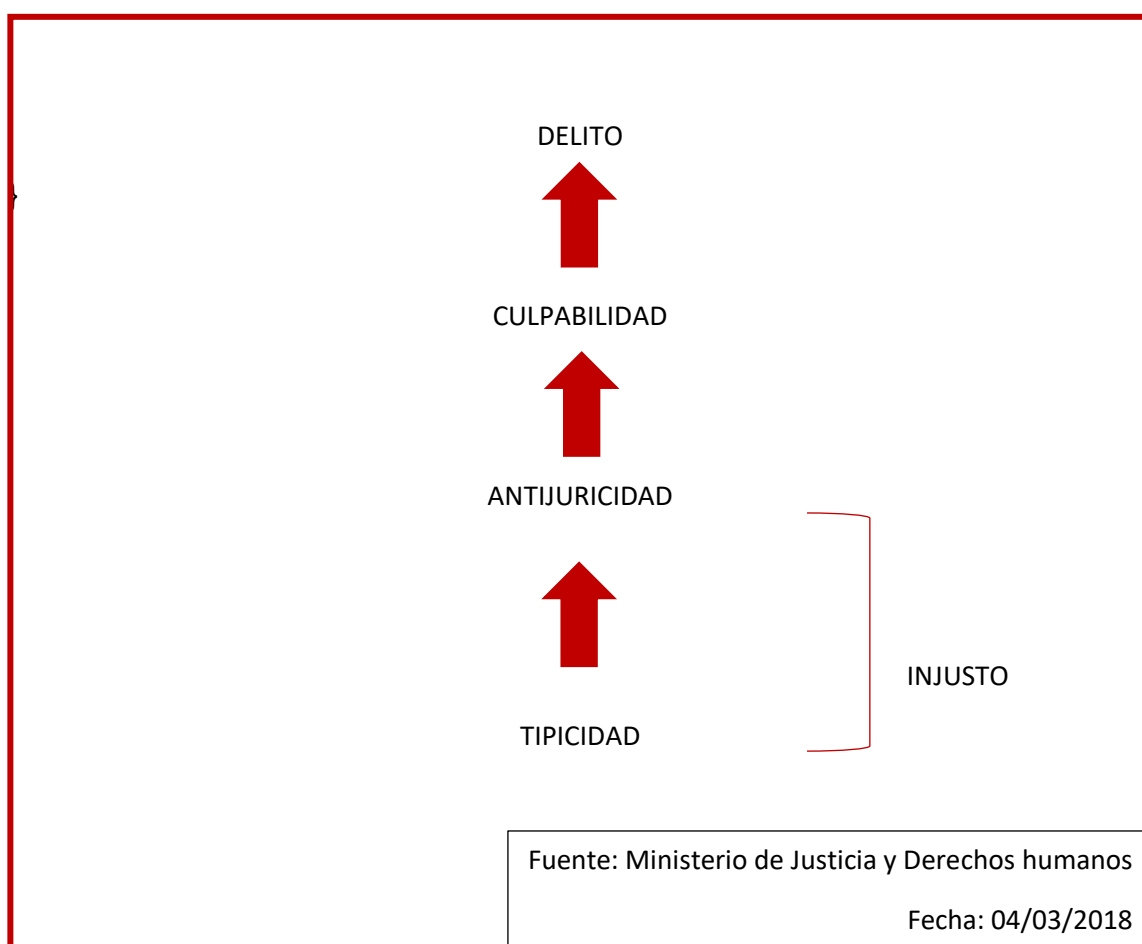 DELITO
}
CULPABILIDAD
ANTIJURICIDAD
INJUSTO
TIPICIDAD
Fuente: Ministerio de Justicia y Derechos humanos
Fecha: 04/03/2018